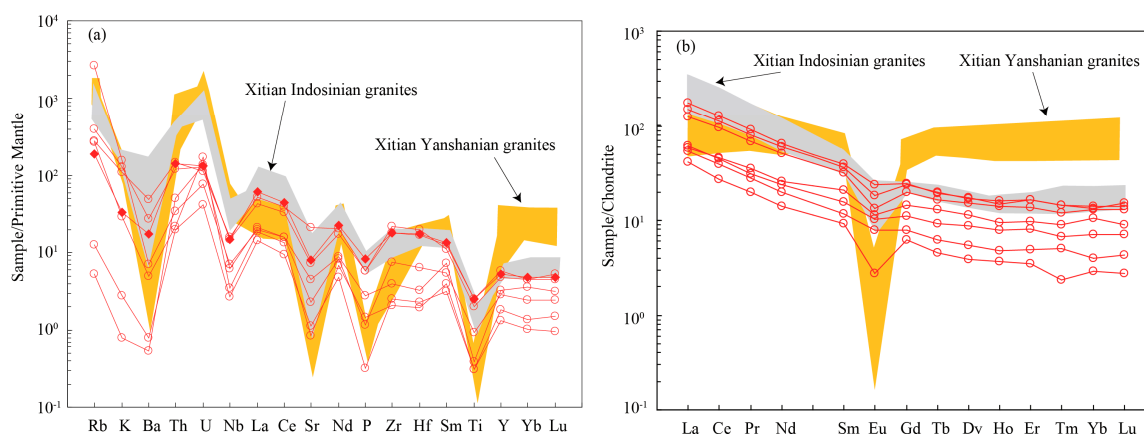 (a)
Xitian Indosinian granites
Xitian Yanshanian granites
Sample/Primitive Mantle
10^4
10^3
10^2
10^1
10^0
10^-1
Rb K Ba Th U Nb La Ce Sr Nd P Zr Hf Sm Ti Y Yb Lu
(b)
Xitian Indosinian granites
Xitian Yanshanian granites
Sample/Chondrite
10^3
10^2
10^1
10^0
10^-1
La Ce Pr Nd Sm Eu Gd Tb Dv Ho Er Tm Yb Lu